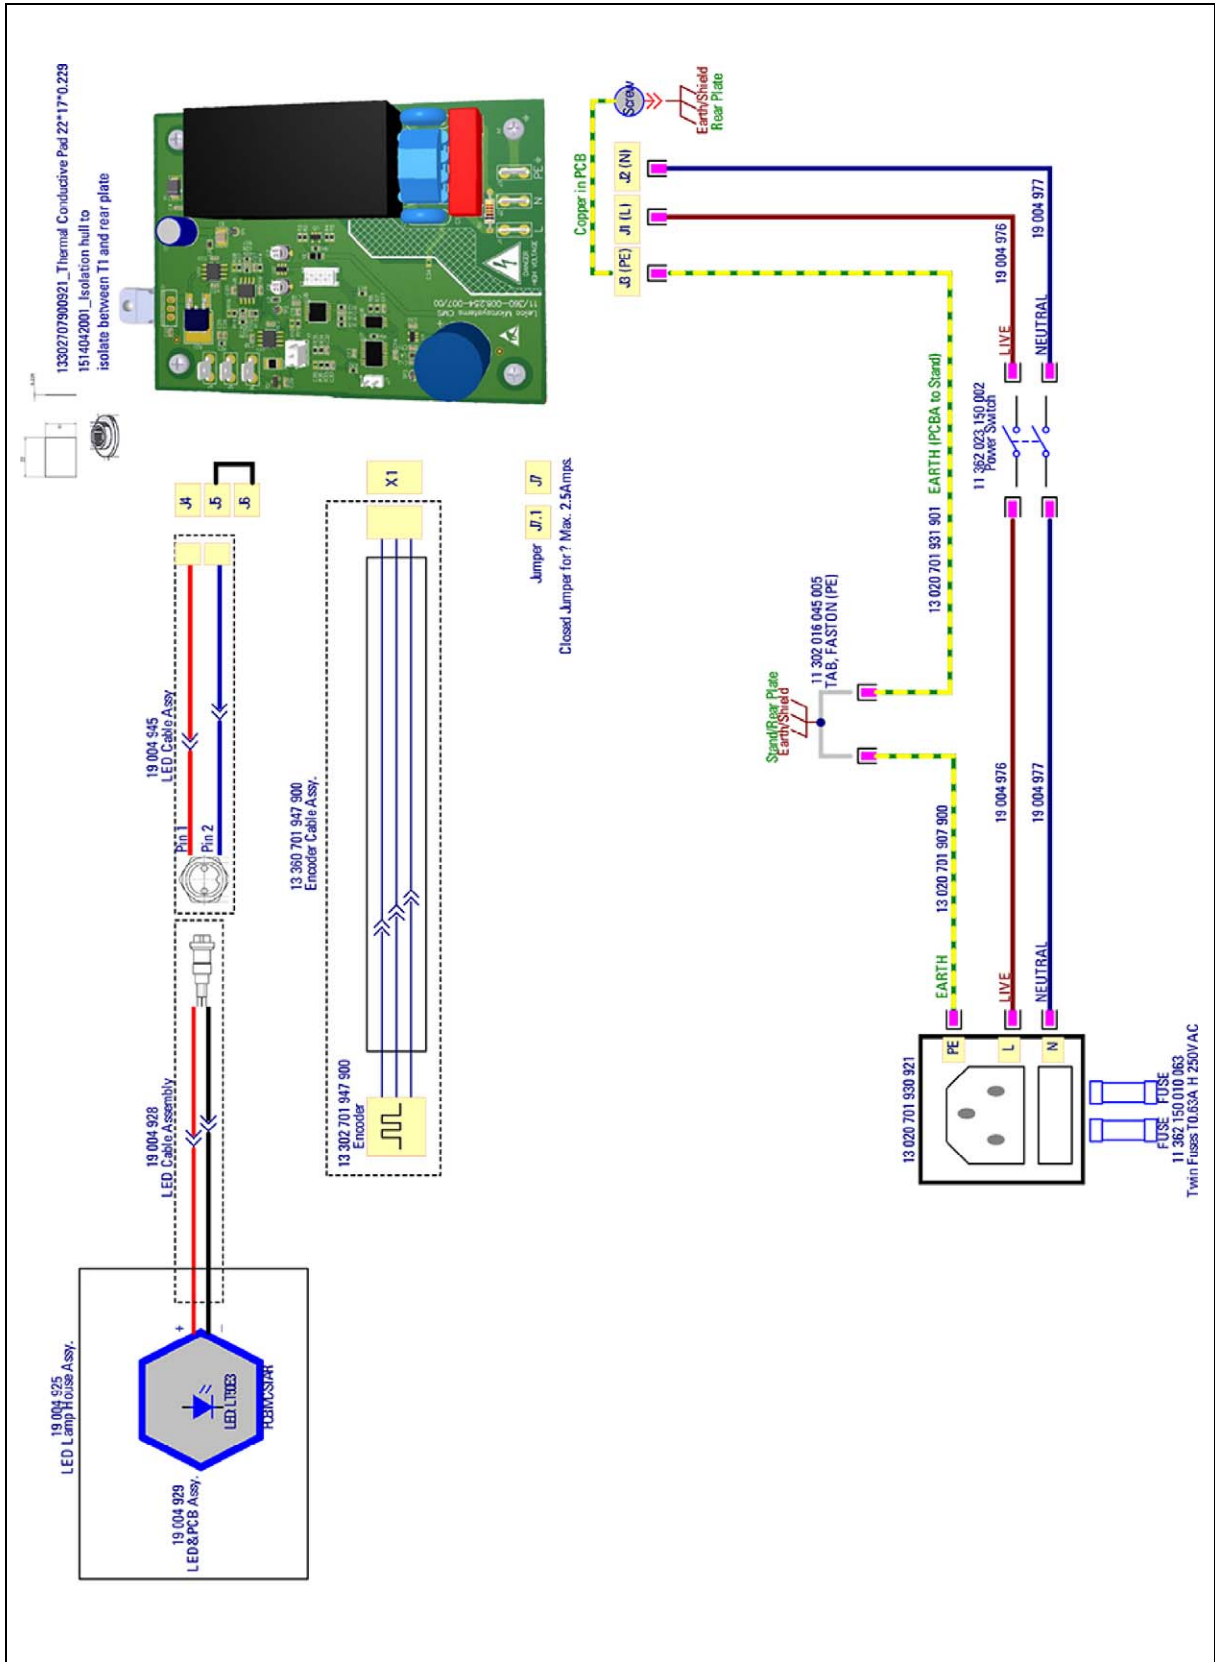 19 004 925
LED Lamp House Assy.
19 004 929
LED&PCB Assy.
+
-
19 004 928
LED Cable Assembly
19 004 945
LED Cable Assy
Pin 1
Pin 2
J4
J5
J6
13302707900921_Thermal Conductive Pad 22*17*0.229
1514042001_Isolation hull to
isolate between T1 and rear plate
13 302 701 947 900
Encoder
13 360 701 947 900
Encoder Cable Assy.
X1
Jumper
J7.1
J7
Closed Jumper for ? Max. 2.5Amps.
Leica Microsystems CMS
DANGER
HIGH VOLTAGE
L
N
PE
Copper in PCB
Screw
Earth/Shield
Rear Plate
J3 (PE)
J1 (L)
J2 (N)
Stand/Rear Plate
Earth/Shield
11 302 016 045 005
TAB, FASTON (PE)
13 020 701 930 921
PE
L
N
EARTH
13 020 701 907 900
13 020 701 931 901
EARTH (PCBA to Stand)
LIVE
19 004 976
11 362 023 150 002
Power Switch
LIVE
19 004 976
NEUTRAL
19 004 977
NEUTRAL
19 004 977
FUSE
FUSE
11 362 150 010 063
Twin Fuses T0.63A H 250VAC